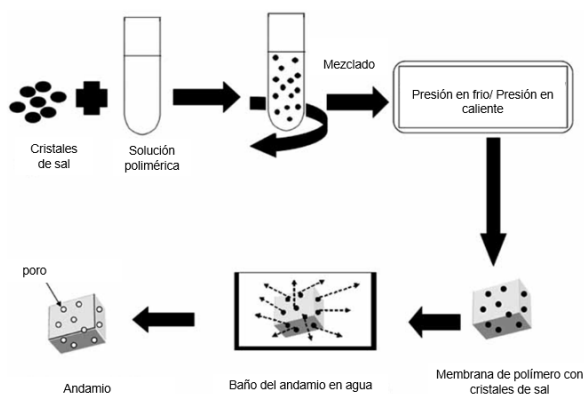 Mezclado
Presión en frio/ Presión en
caliente
Cristales
de sal
Solución
polimérica
poro
Andamio
Baño del andamio en agua
Membrana de polímero con
cristales de sal